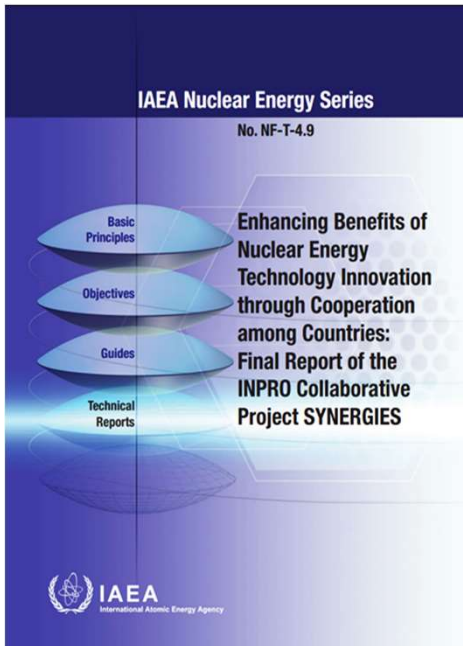 IAEA Nuclear Energy Series
No. NF-T-4.9
Basic
Principles
Objectives
Guides
Technical
Reports
Enhancing Benefits of
Nuclear Energy
Technology Innovation
through Cooperation
among Countries:
Final Report of the
INPRO Collaborative
Project SYNERGIES
IAEA
International Atomic Energy Agency